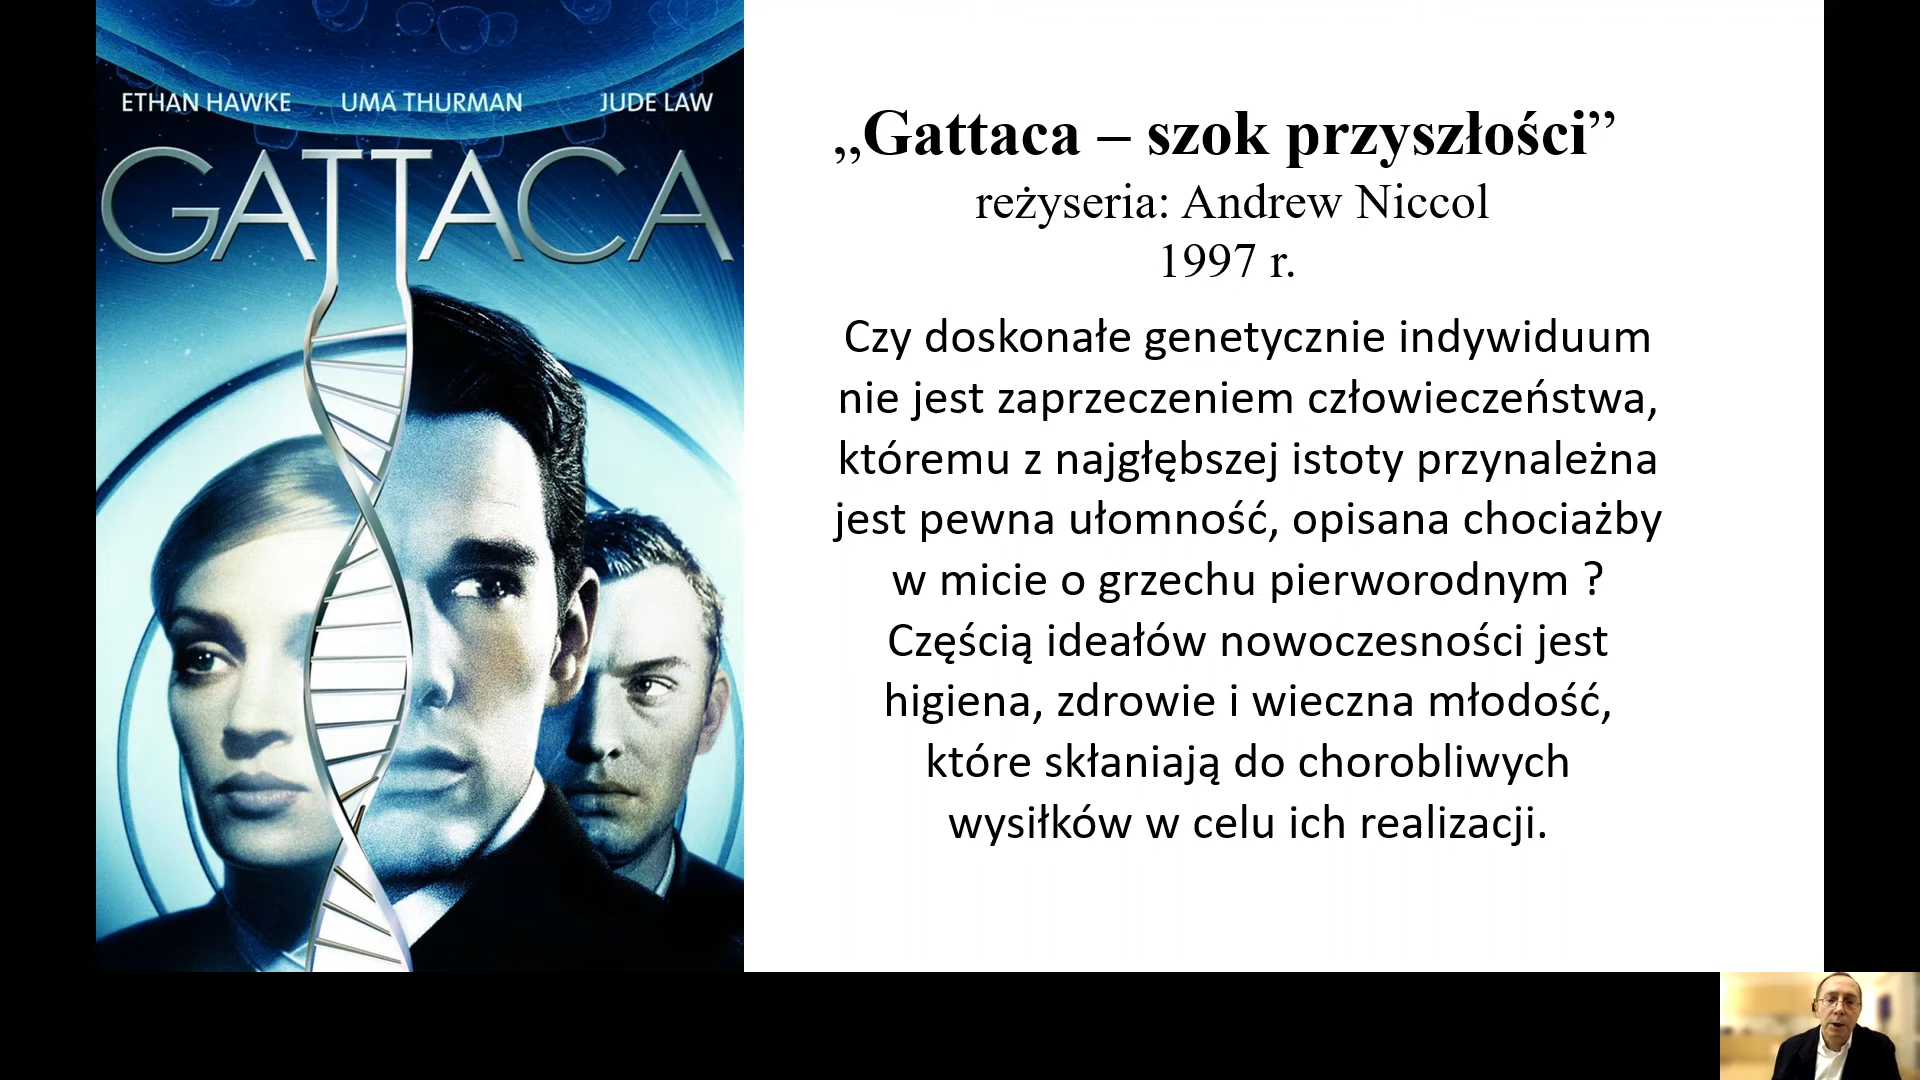 ETHAN HAWKE UMA THURMAN JUDE LAW
GATTACA
„Gattaca – szok przyszłości”
reżyseria: Andrew Niccol
1997 r.
Czy doskonałe genetycznie indywiduum
nie jest zaprzeczeniem człowieczeństwa,
któremu z najgłębszej istoty przynależna
jest pewna ułomność, opisana chociażby
w micie o grzechu pierworodnym ?
Częścią ideałów nowoczesności jest
higiena, zdrowie i wieczna młodość,
które skłaniają do chorobliwych
wysiłków w celu ich realizacji.